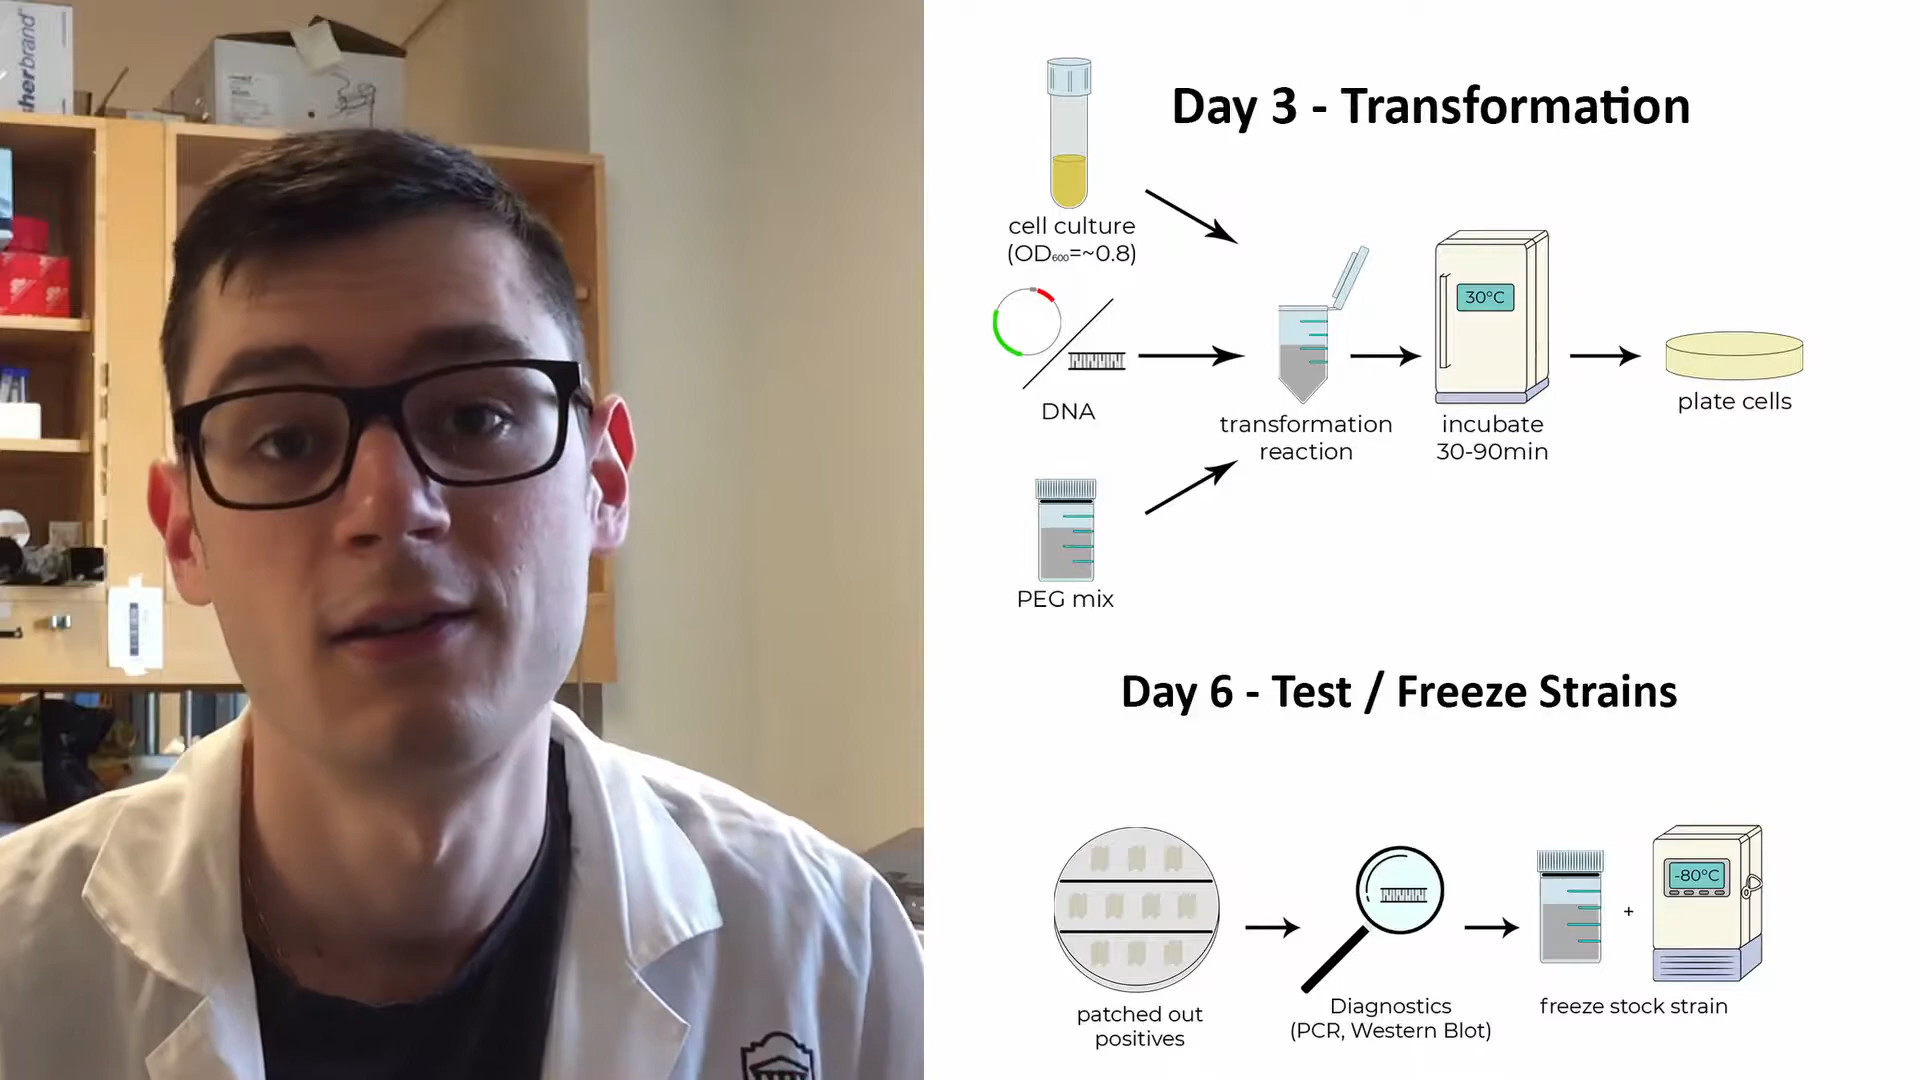 sherbrand
Day 3 - Transformation
cell culture
(OD₆₀₀=~0.8)
30°C
DNA
plate cells
transformation
reaction
incubate
30-90min
PEG mix
Day 6 - Test / Freeze Strains
-80°C
+
patched out
positives
Diagnostics
(PCR, Western Blot)
freeze stock strain